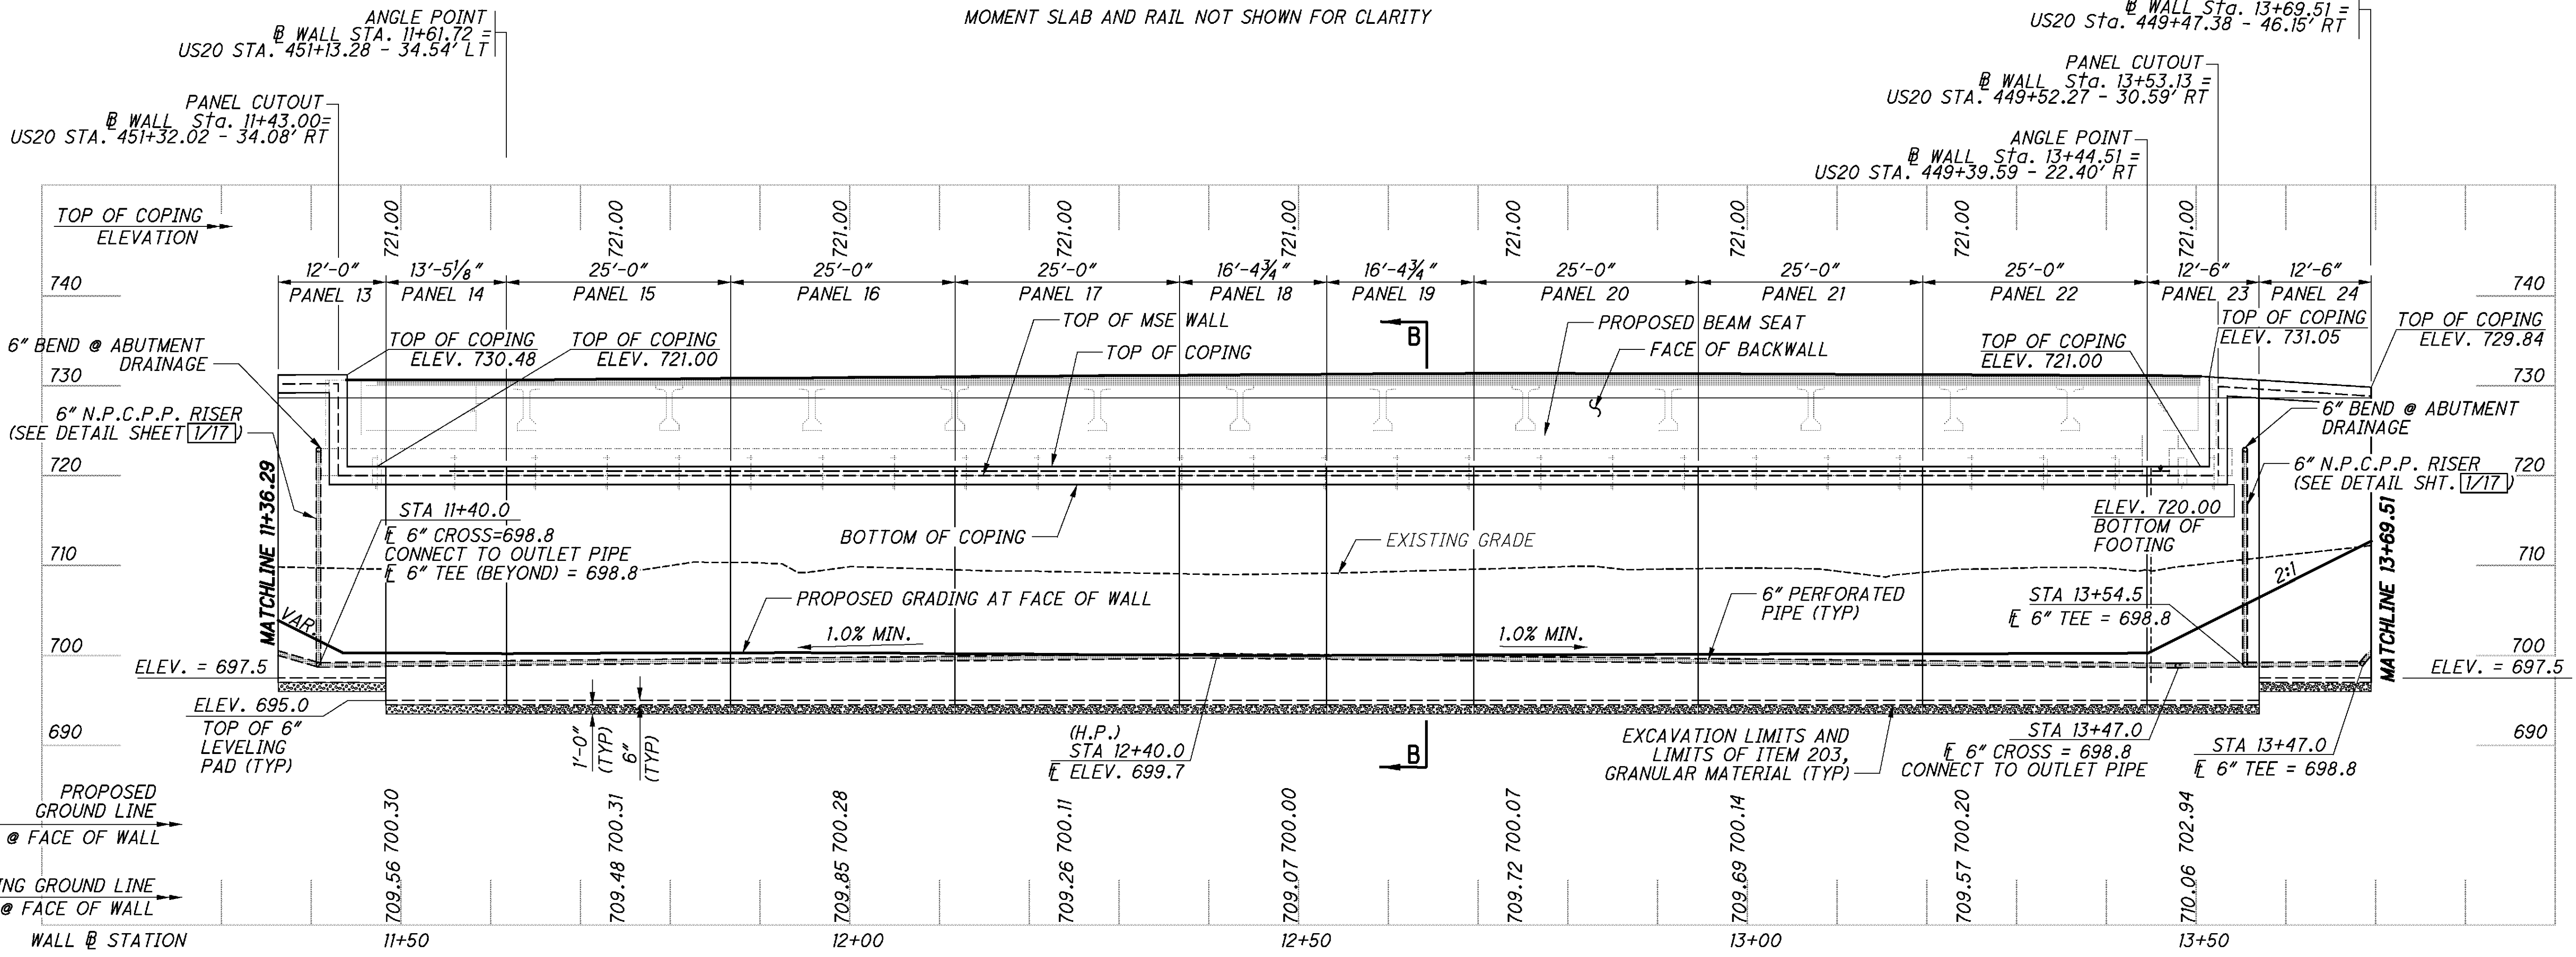 MOMENT SLAB AND RAIL NOT SHOWN FOR CLARITY
ANGLE POINT
℄ WALL STA. 11+61.72 =
US20 STA. 451+13.28 - 34.54' LT
PANEL CUTOUT
℄ WALL Sta. 11+43.00=
US20 STA. 451+32.02 - 34.08' RT
℄ WALL Sta. 13+69.51 =
US20 Sta. 449+47.38 - 46.15' RT
PANEL CUTOUT
℄ WALL Sta. 13+53.13 =
US20 STA. 449+52.27 - 30.59' RT
ANGLE POINT
℄ WALL Sta. 13+44.51 =
US20 STA. 449+39.59 - 22.40' RT
TOP OF COPING
ELEVATION
721.00 721.00 721.00 721.00 721.00 721.00 721.00 721.00 721.00
12'-0" 13'-5⅛" 25'-0" 25'-0" 25'-0" 16'-4¾" 16'-4¾" 25'-0" 25'-0" 25'-0" 12'-6" 12'-6"
740 740
PANEL 13 PANEL 14 PANEL 15 PANEL 16 PANEL 17 PANEL 18 PANEL 19 PANEL 20 PANEL 21 PANEL 22 PANEL 23 PANEL 24
6" BEND @ ABUTMENT
DRAINAGE
TOP OF COPING
ELEV. 730.48
TOP OF COPING
ELEV. 721.00
TOP OF MSE WALL
TOP OF COPING
B
PROPOSED BEAM SEAT
FACE OF BACKWALL
TOP OF COPING
ELEV. 721.00
TOP OF COPING
ELEV. 731.05
TOP OF COPING
ELEV. 729.84
730 730
6" N.P.C.P.P. RISER
(SEE DETAIL SHEET 1/17)
6" BEND @ ABUTMENT
DRAINAGE
720 720
6" N.P.C.P.P. RISER
(SEE DETAIL SHT. 1/17)
MATCHLINE 11+36.29
STA 11+40.0
℄ 6" CROSS=698.8
CONNECT TO OUTLET PIPE
℄ 6" TEE (BEYOND) = 698.8
BOTTOM OF COPING
EXISTING GRADE
ELEV. 720.00
BOTTOM OF
FOOTING
MATCHLINE 13+69.51
710 710
2:1
VAR.
PROPOSED GRADING AT FACE OF WALL
1.0% MIN.
1.0% MIN.
6" PERFORATED
PIPE (TYP)
STA 13+54.5
℄ 6" TEE = 698.8
700 700
ELEV. = 697.5
ELEV. = 697.5
ELEV. 695.0
TOP OF 6"
LEVELING
PAD (TYP)
690 690
1'-0"
(TYP)
6"
(TYP)
(H.P.)
STA 12+40.0
℄ ELEV. 699.7
B
EXCAVATION LIMITS AND
LIMITS OF ITEM 203,
GRANULAR MATERIAL (TYP)
STA 13+47.0
℄ 6" CROSS = 698.8
CONNECT TO OUTLET PIPE
STA 13+47.0
℄ 6" TEE = 698.8
PROPOSED
GROUND LINE
@ FACE OF WALL
700.30 700.31 700.28 700.11 700.00 700.07 700.14 700.20 702.94
ING GROUND LINE
@ FACE OF WALL
709.56 709.48 709.85 709.26 709.07 709.72 709.69 709.57 710.06
WALL ℄ STATION
11+50 12+00 12+50 13+00 13+50